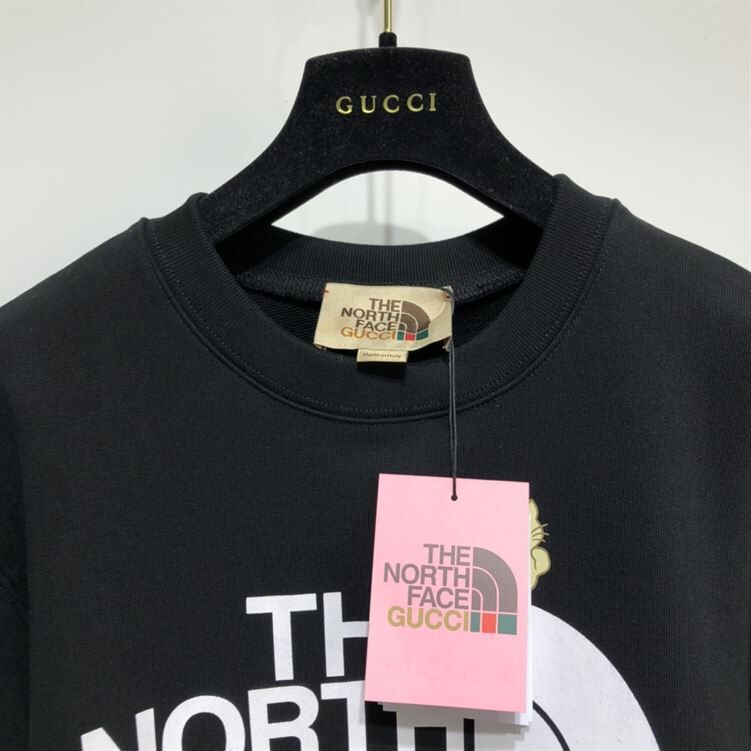 GUCCI
THE
NORTH
FACE
GUCCI
Made in Italy
THE
NORTH
FACE
GUCCI
TH
NORTH